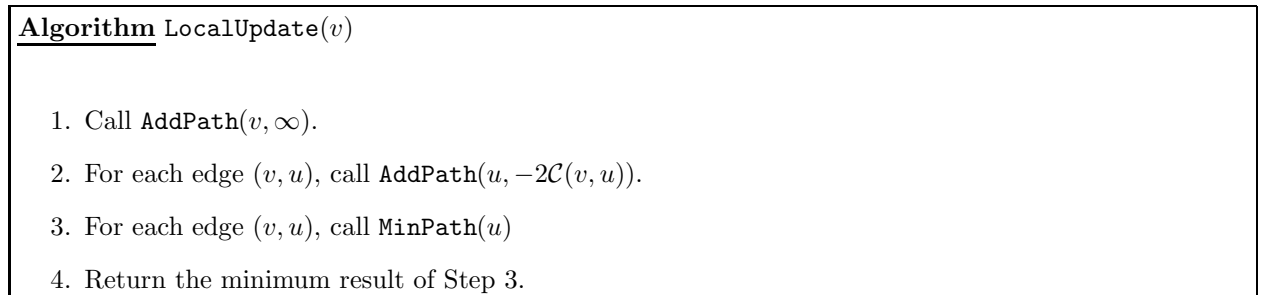 Algorithm LocalUpdate(v)
1. Call AddPath(v, ∞).
2. For each edge (v, u), call AddPath(u, −2𝒞(v, u)).
3. For each edge (v, u), call MinPath(u)
4. Return the minimum result of Step 3.